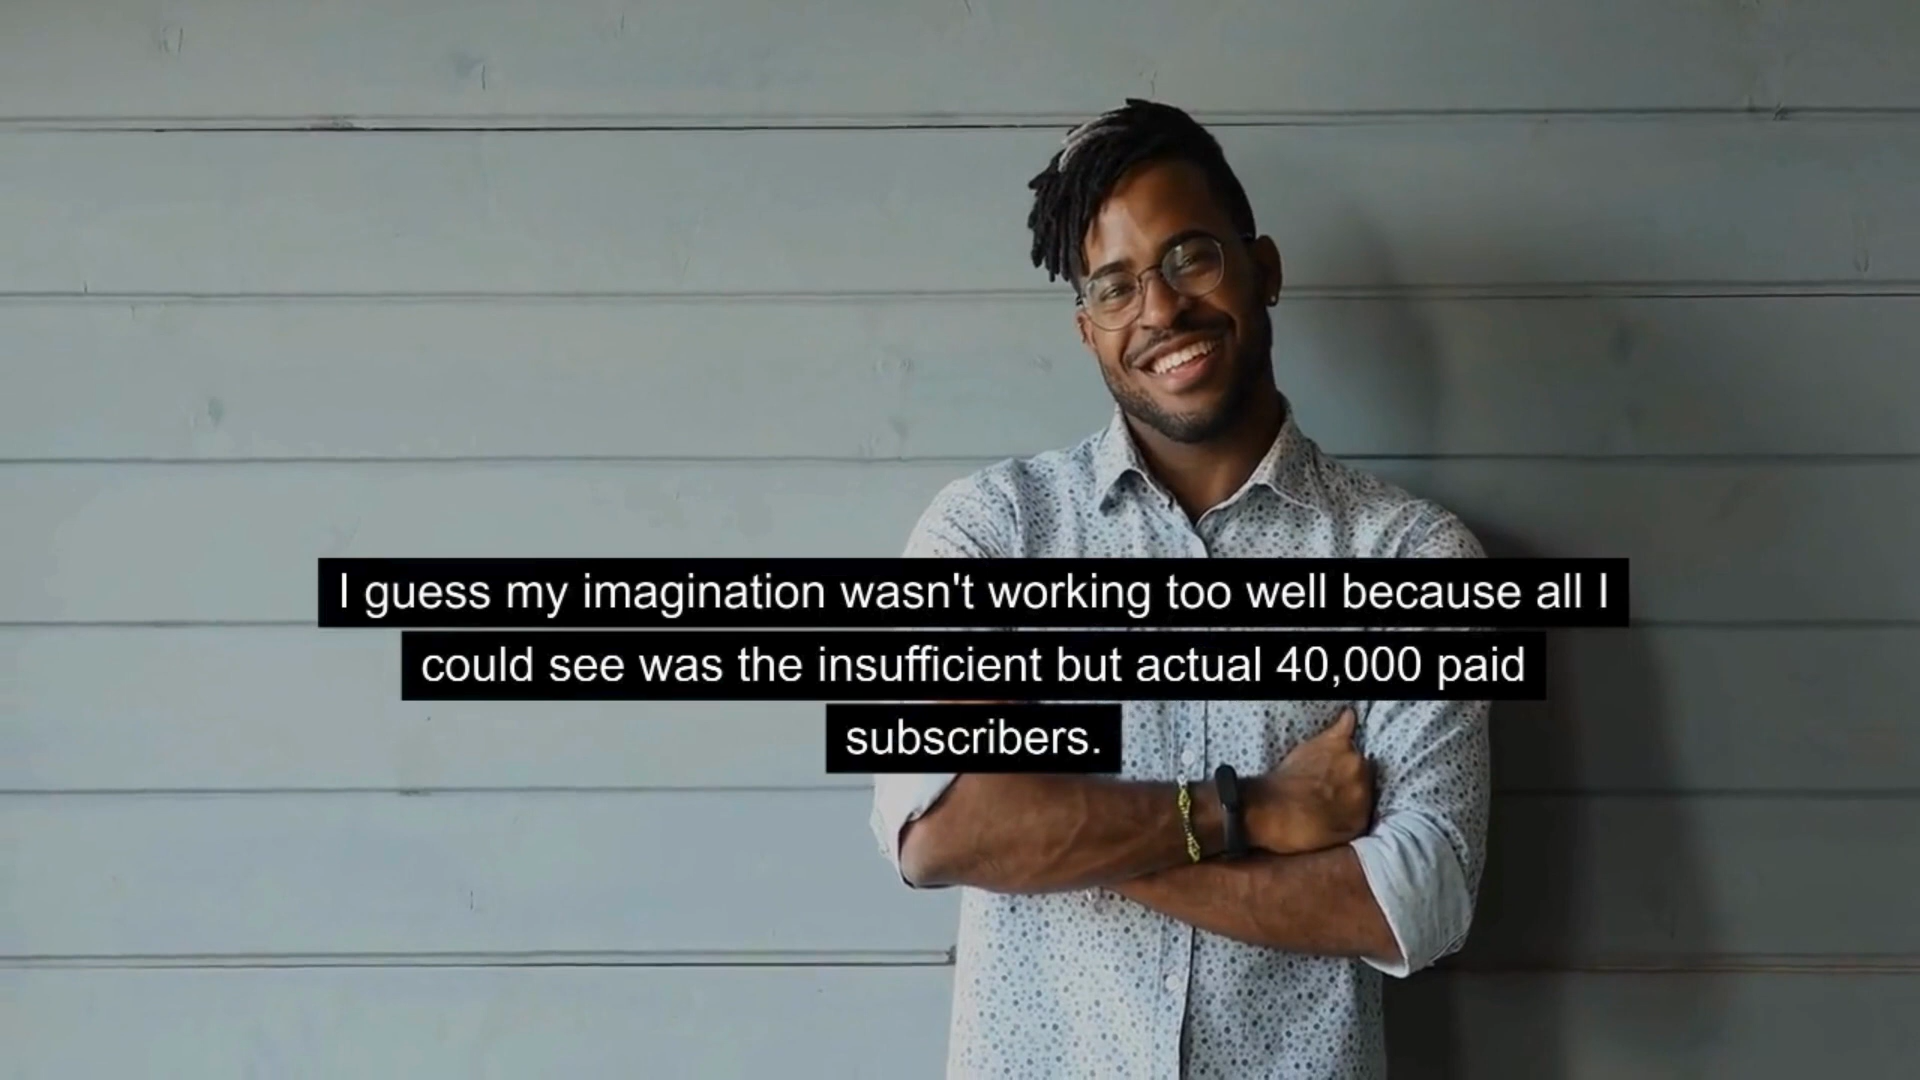 I guess my imagination wasn't working too well because all I
could see was the insufficient but actual 40,000 paid
subscribers.